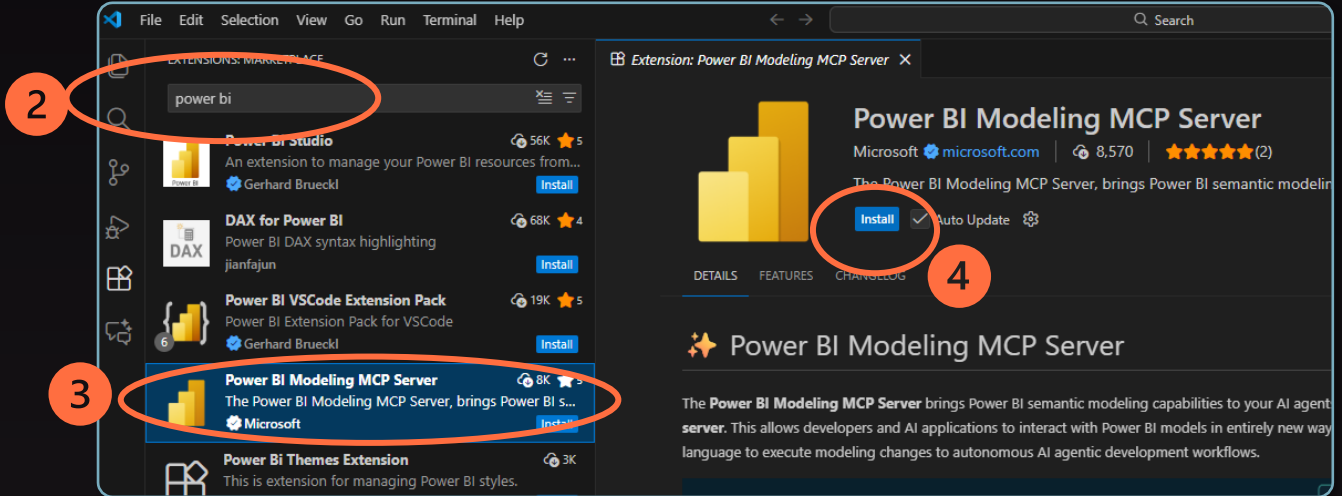 File Edit Selection View Go Run Terminal Help
Search
2
EXTENSIONS: MARKETPLACE
power bi
Power BI Studio
56K 5
An extension to manage your Power BI resources from...
Gerhard Brueckl
Install
Power BI
DAX for Power BI
68K 4
Power BI DAX syntax highlighting
jianfajun
Install
DAX
Power BI VSCode Extension Pack
19K 5
Power BI Extension Pack for VSCode
Gerhard Brueckl
Install
6
3
Power BI Modeling MCP Server
8K 5
The Power BI Modeling MCP Server, brings Power BI s...
Microsoft
Install
Power Bi Themes Extension
3K
This is extension for managing Power BI styles.
Extension: Power BI Modeling MCP Server
Power BI Modeling MCP Server
Microsoft microsoft.com 8,570 (2)
The Power BI Modeling MCP Server, brings Power BI semantic modelin
Install Auto Update
4
DETAILS FEATURES CHANGELOG
Power BI Modeling MCP Server
The Power BI Modeling MCP Server brings Power BI semantic modeling capabilities to your AI agent
server. This allows developers and AI applications to interact with Power BI models in entirely new way
language to execute modeling changes to autonomous AI agentic development workflows.